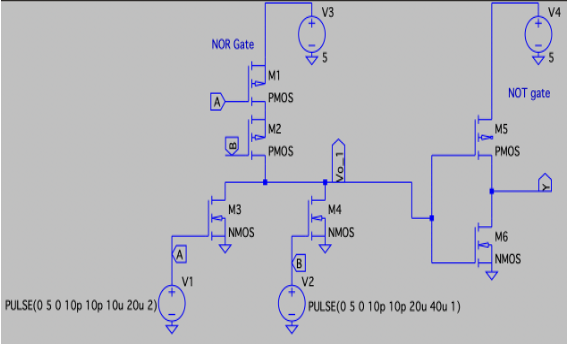 V3
5
NOR Gate
M1
PMOS
A
M2
PMOS
B
Vo_1
M3
NMOS
A
M4
NMOS
B
V1
PULSE(0 5 0 10p 10p 10u 20u 2)
V2
PULSE(0 5 0 10p 10p 20u 40u 1)
V4
5
NOT gate
M5
PMOS
Y
M6
NMOS